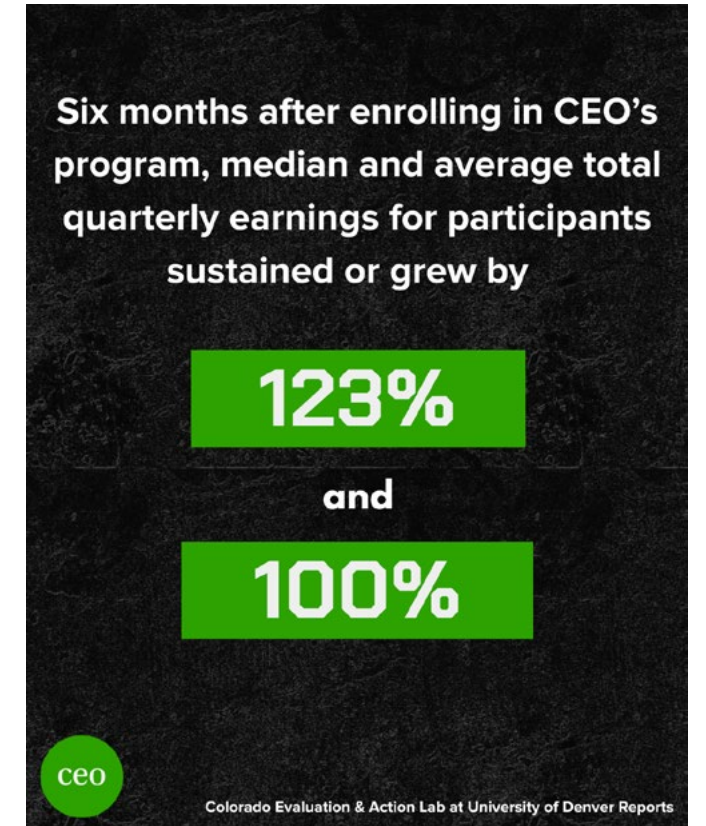 Six months after enrolling in CEO’s
program, median and average total
quarterly earnings for participants
sustained or grew by
123%
and
100%
ceo
Colorado Evaluation & Action Lab at University of Denver Reports